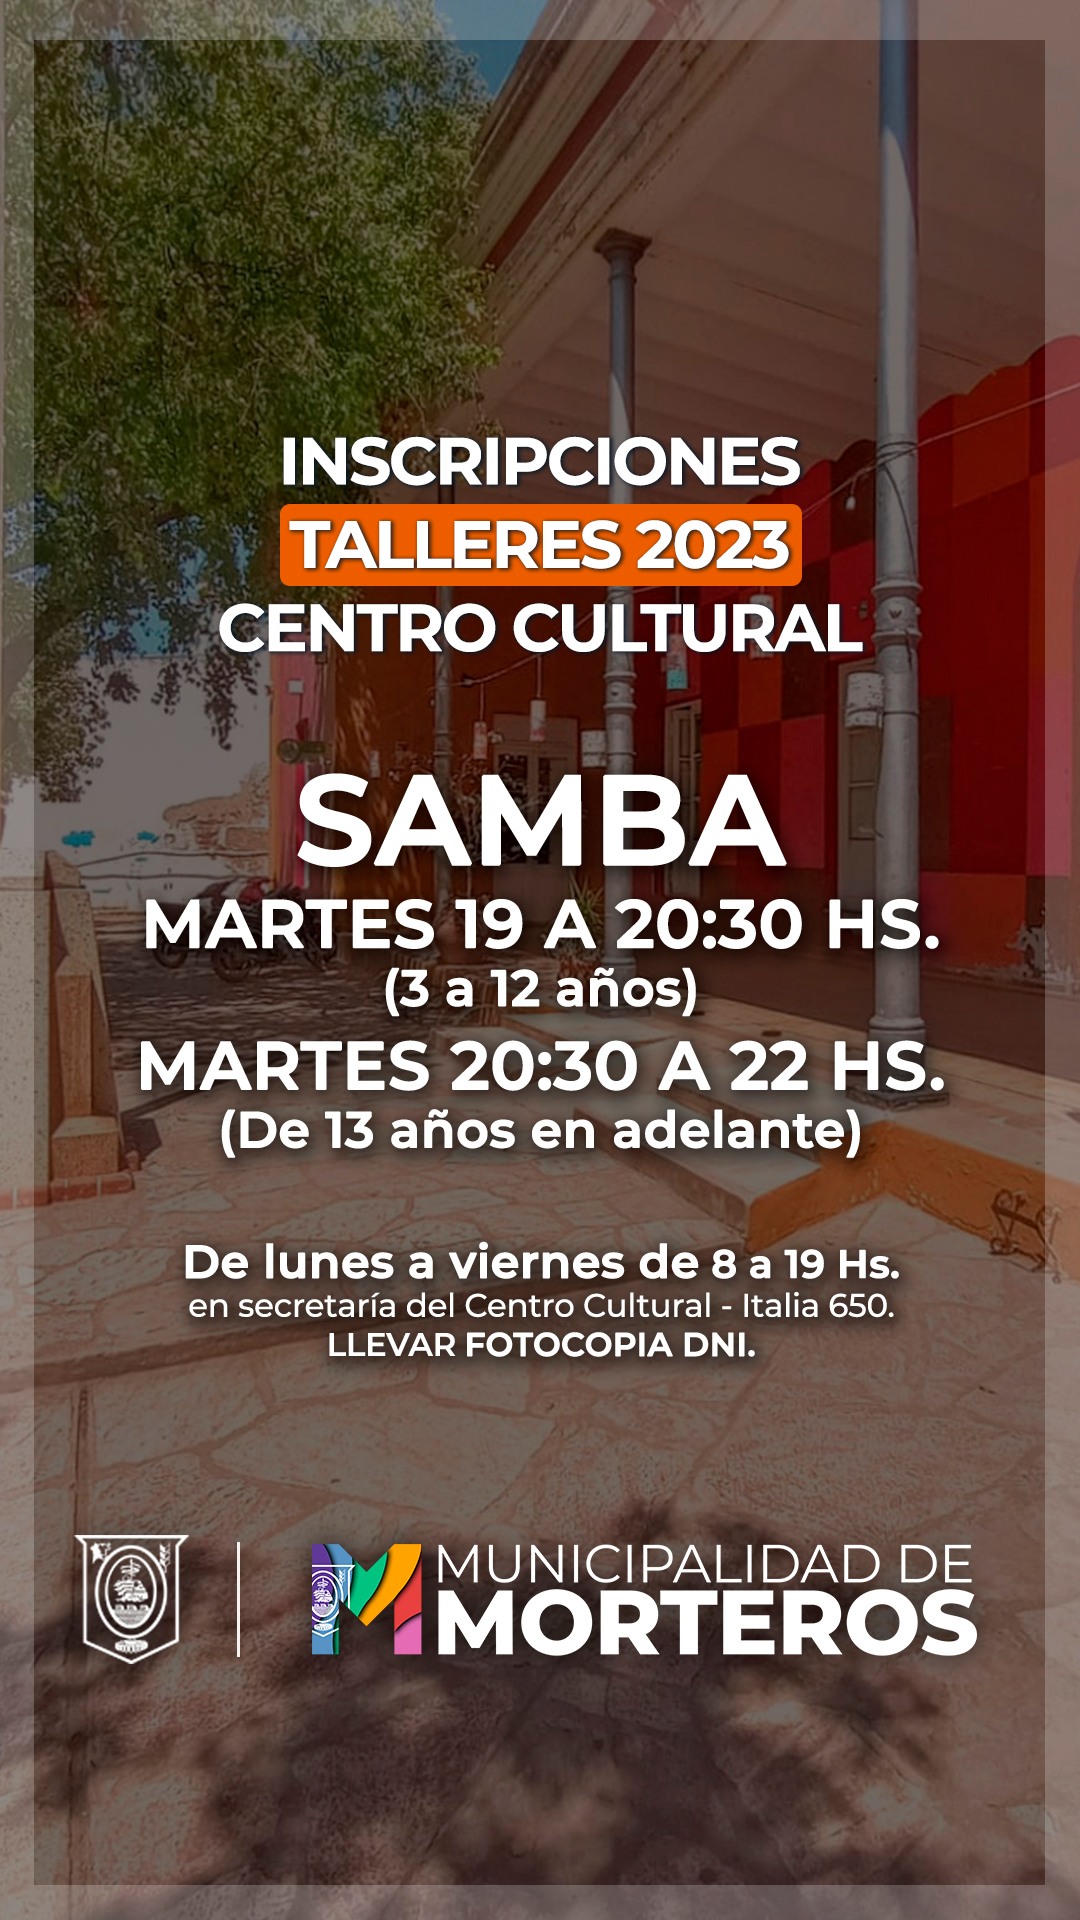 INSCRIPCIONES
TALLERES 2023
CENTRO CULTURAL
SAMBA
MARTES 19 A 20:30 HS.
(3 a 12 años)
MARTES 20:30 A 22 HS.
(De 13 años en adelante)
De lunes a viernes de 8 a 19 Hs.
en secretaría del Centro Cultural - Italia 650.
LLEVAR FOTOCOPIA DNI.
MUNICIPALIDAD DE
MORTEROS